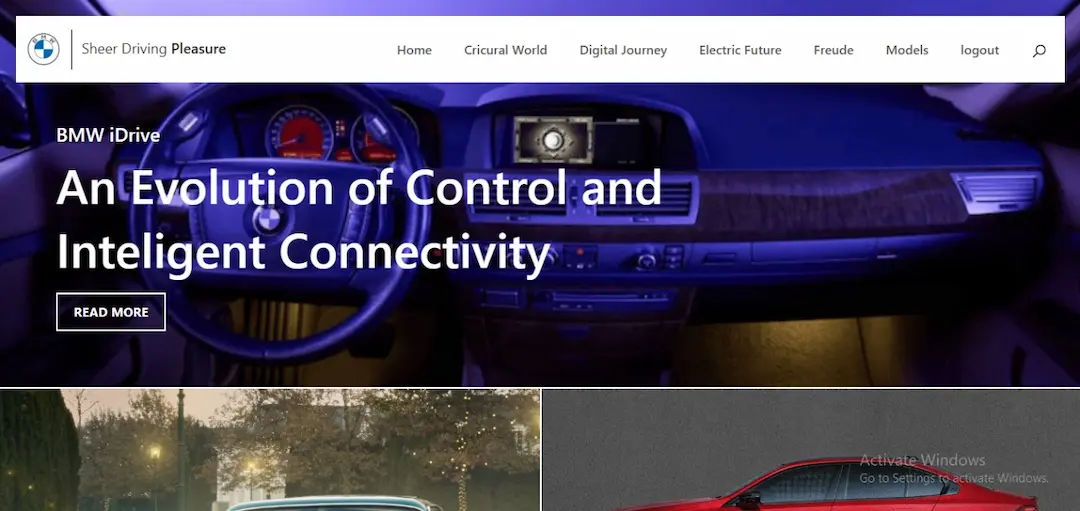 BMW
Sheer Driving Pleasure
Home
Cricural World
Digital Journey
Electric Future
Freude
Models
logout
BMW iDrive
An Evolution of Control and
Inteligent Connectivity
READ MORE
Activate Windows
Go to Settings to activate Windows.